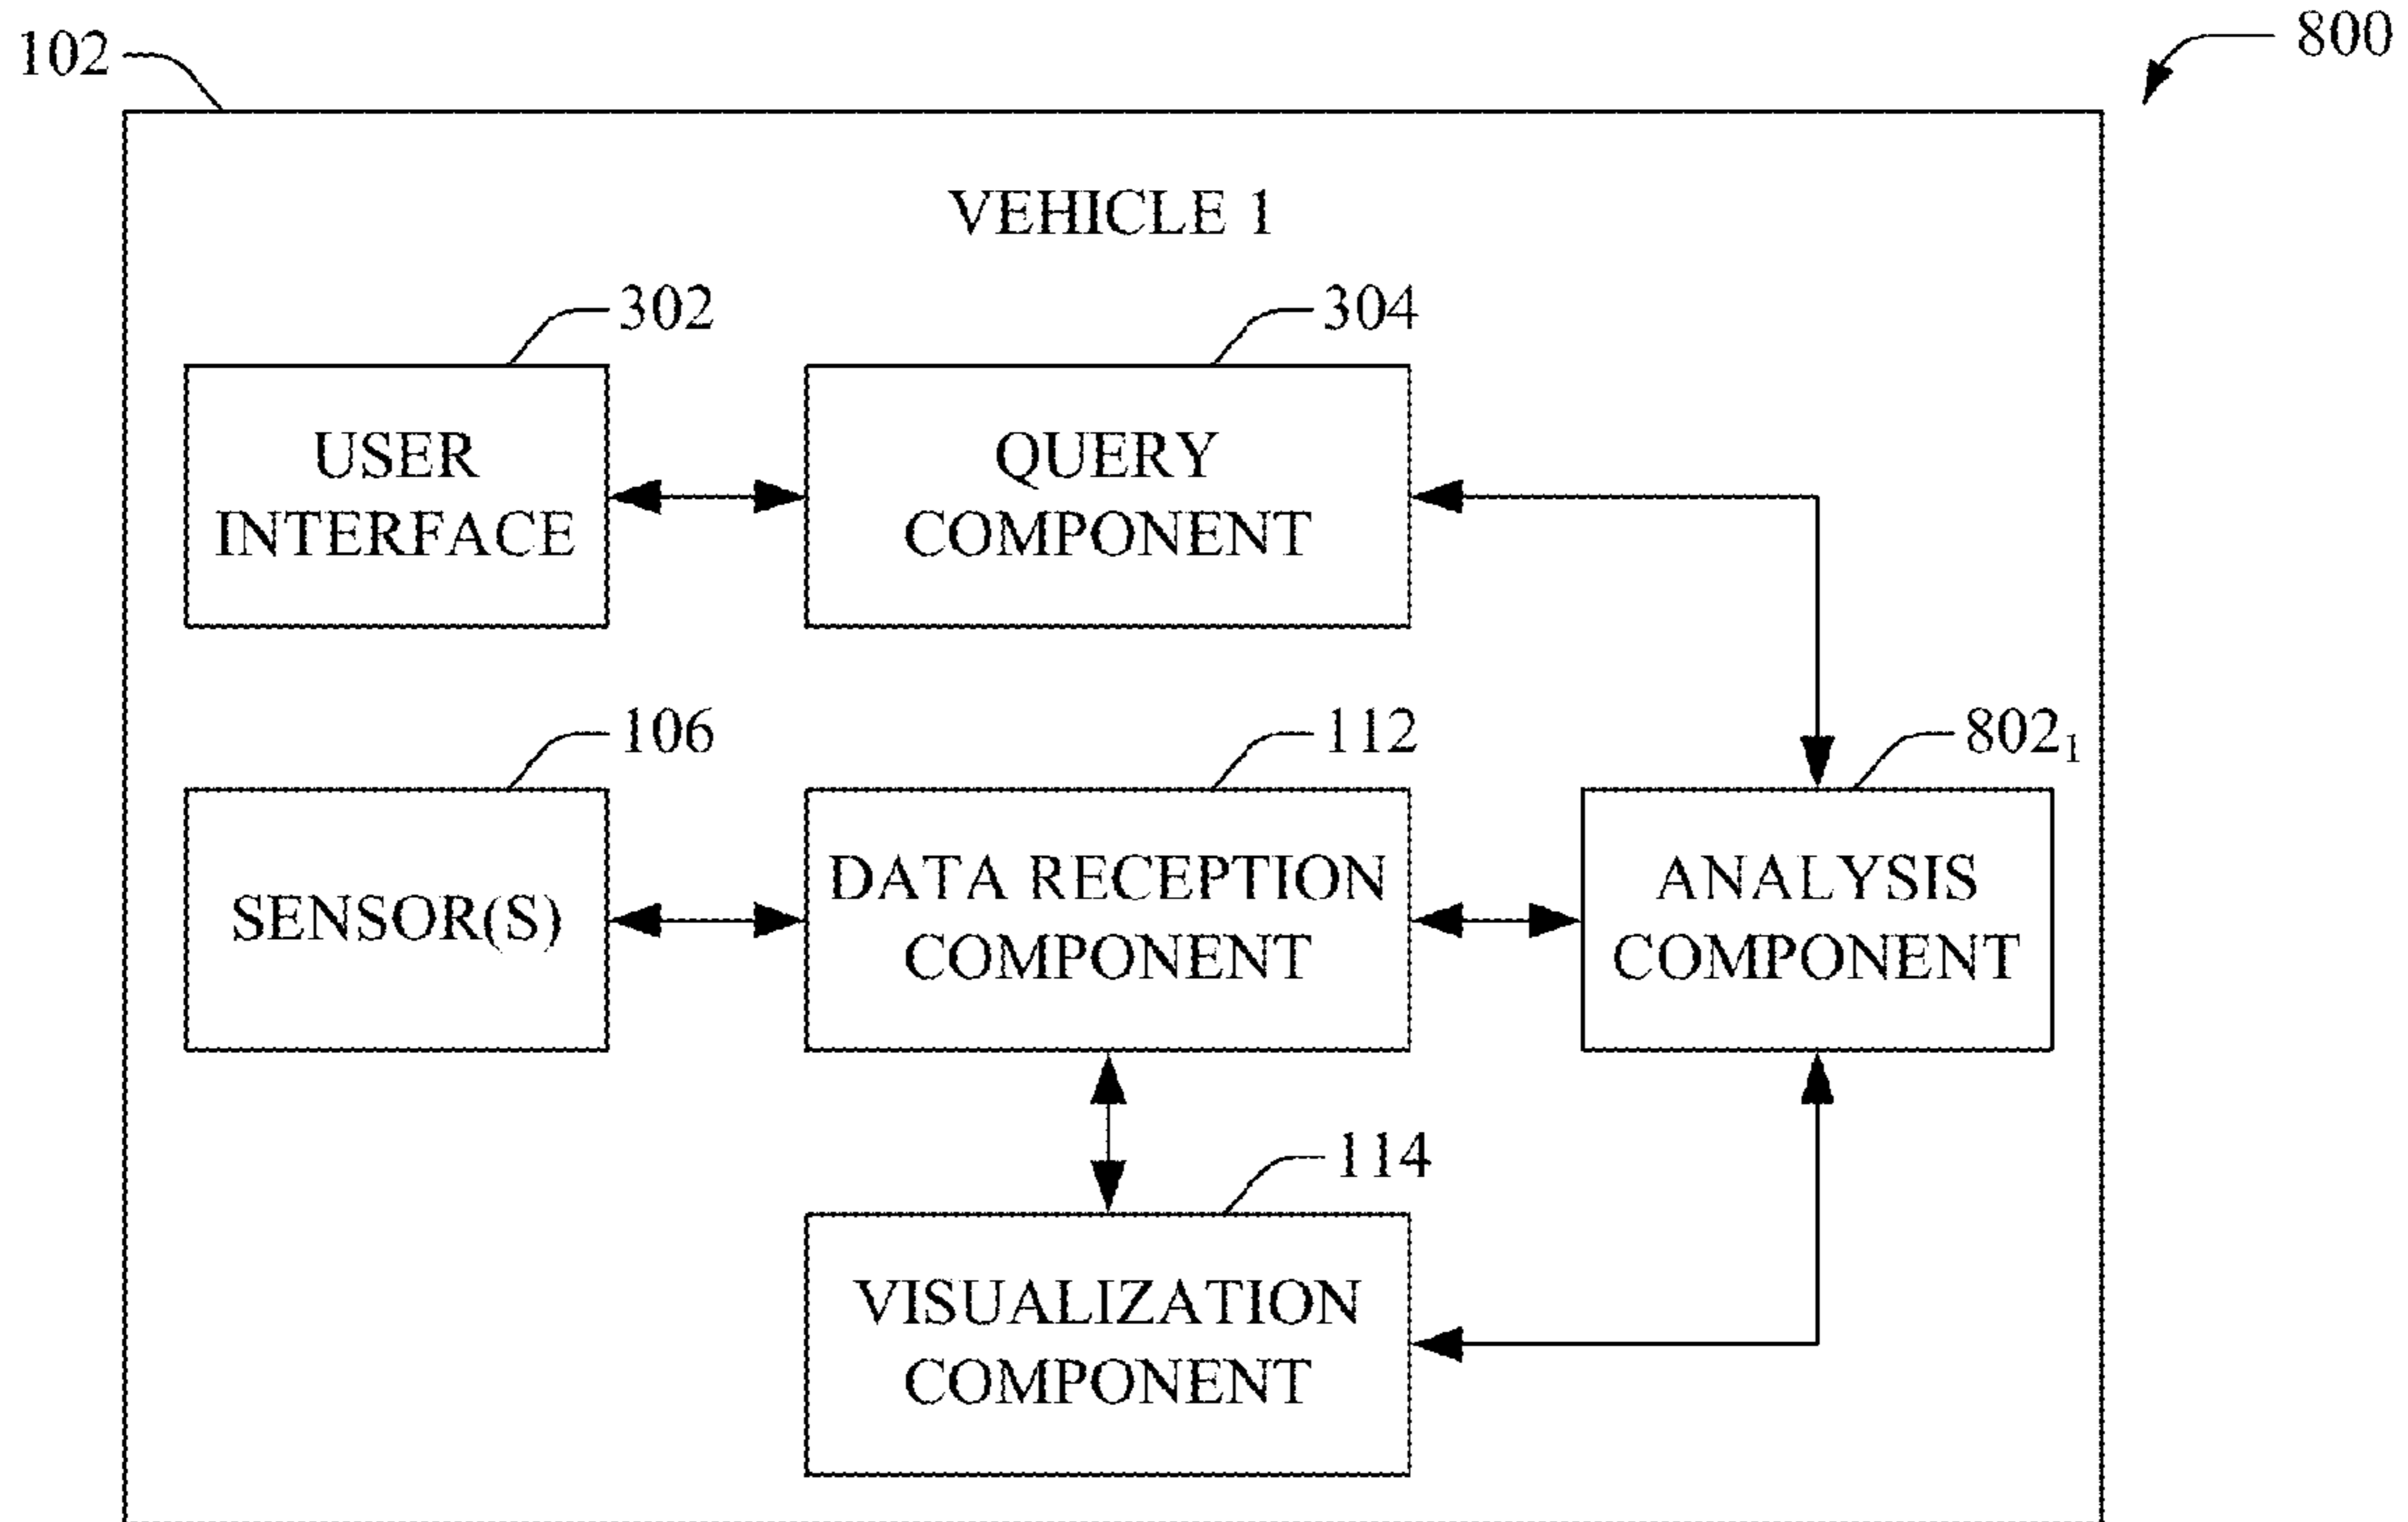 800
102
VEHICLE 1
302
304
USER
INTERFACE
QUERY
COMPONENT
106
112
802₁
SENSOR(S)
DATA RECEPTION
COMPONENT
ANALYSIS
COMPONENT
114
VISUALIZATION
COMPONENT